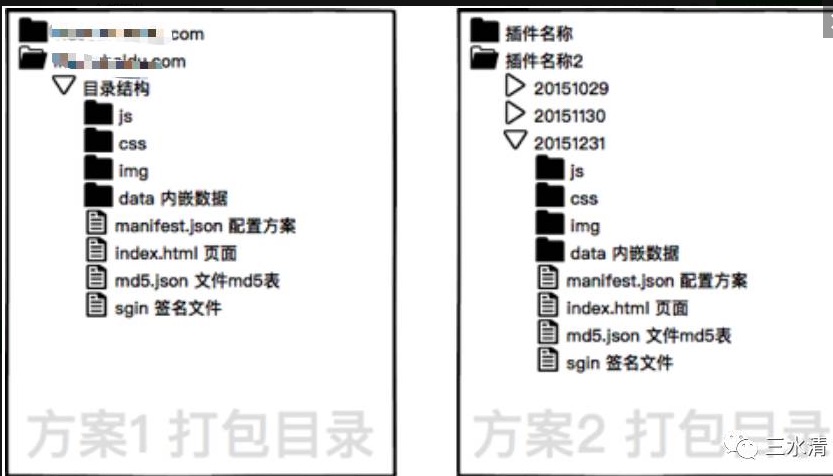 com
.com
目录结构
js
css
img
data 内嵌数据
manifest.json 配置方案
index.html 页面
md5.json 文件md5表
sgin 签名文件
方案1 打包目录
插件名称
插件名称2
20151029
20151130
20151231
js
css
img
data 内嵌数据
manifest.json 配置方案
index.html 页面
md5.json 文件md5表
sgin 签名文件
方案2 打包目录
三水清